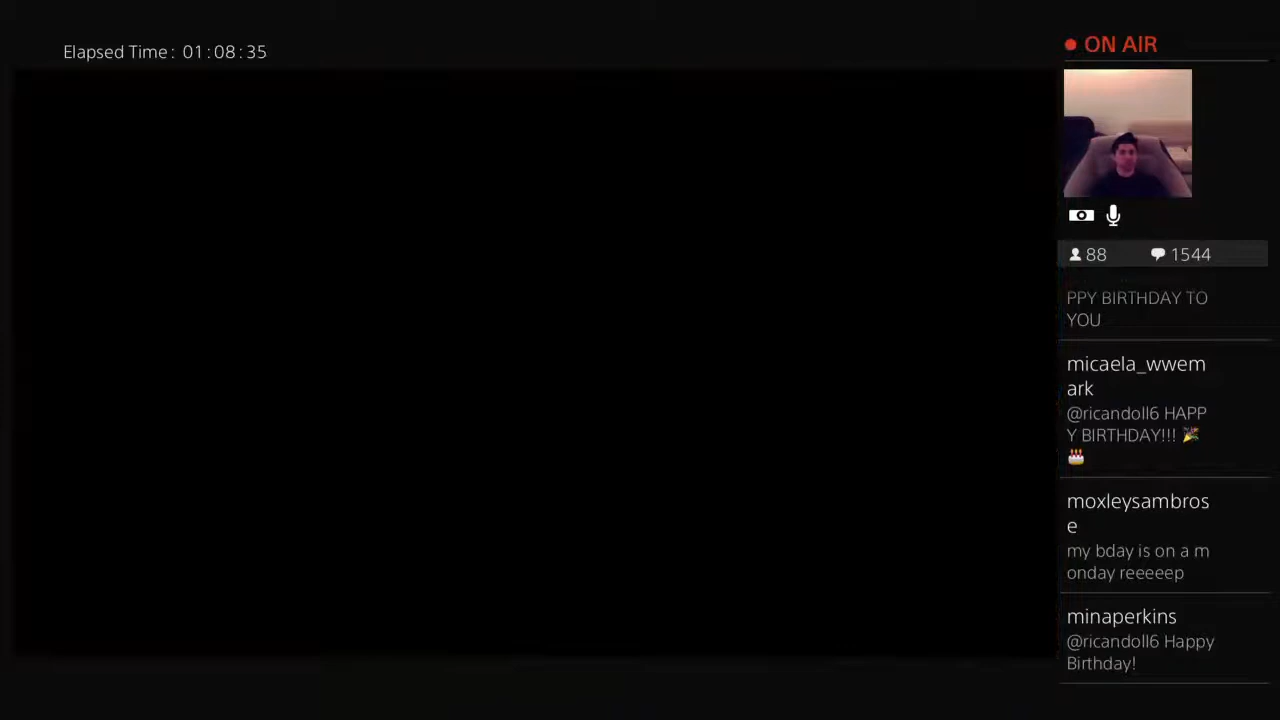 Elapsed Time: 01:08:35
ON AIR
88 1544
PPY BIRTHDAY TO
YOU
micaela_wwem
ark
@ricandoll6 HAPP
Y BIRTHDAY!!! 🎉
🎂
moxleysambros
e
my bday is on a m
onday reeeeep
minaperkins
@ricandoll6 Happy
Birthday!